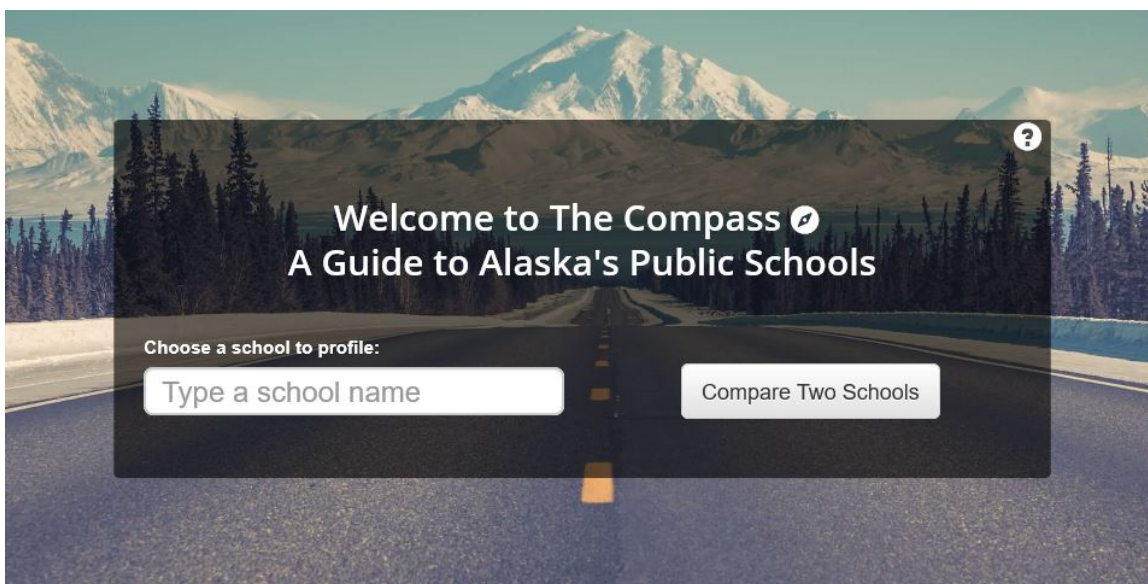 Welcome to The Compass
A Guide to Alaska's Public Schools
Choose a school to profile:
Type a school name
Compare Two Schools